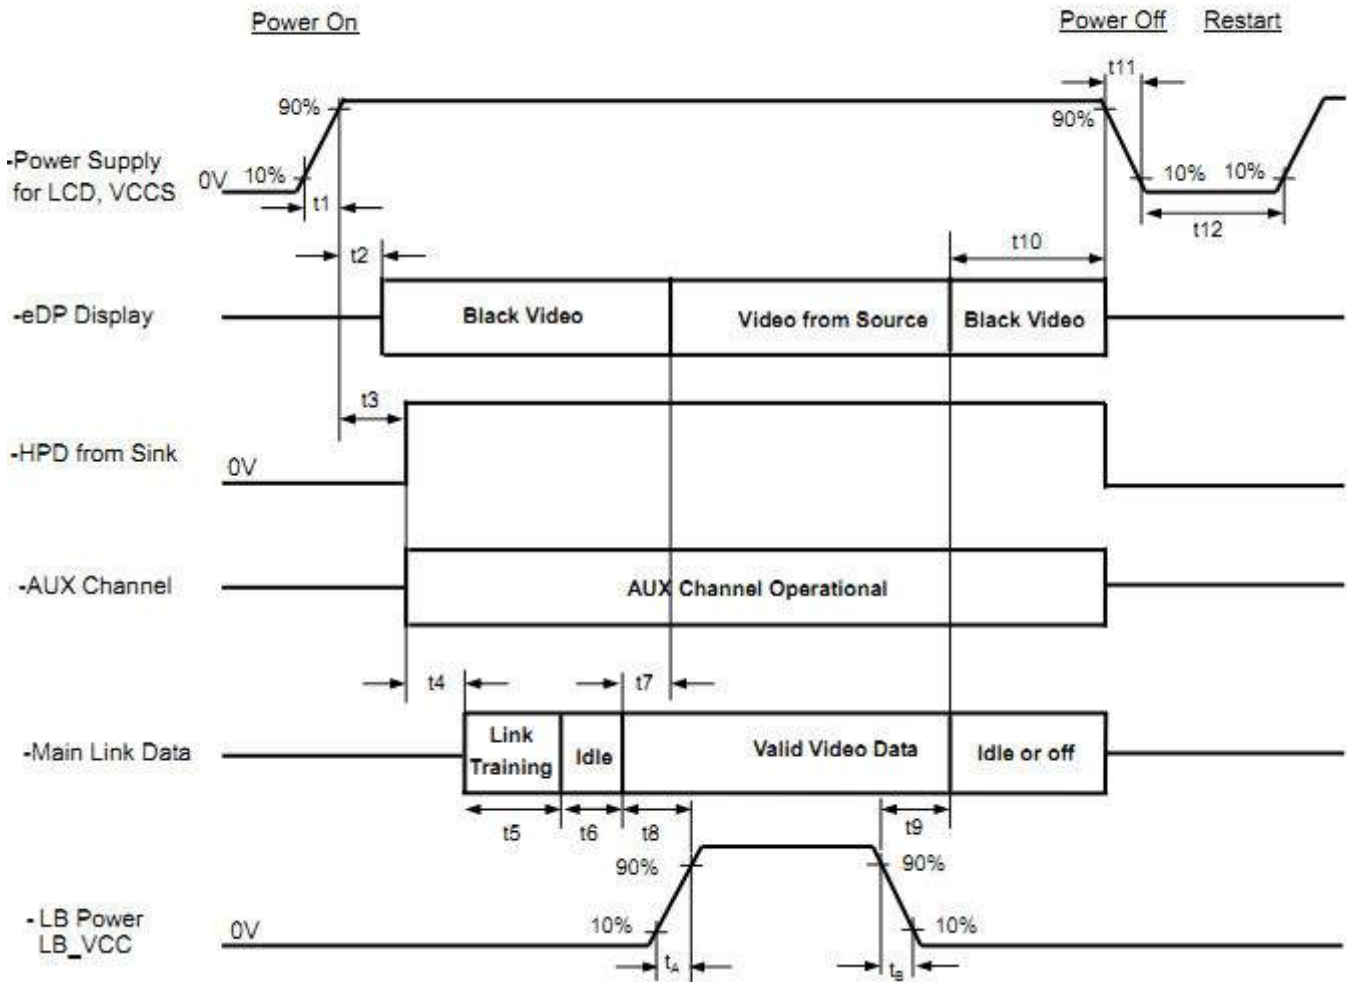 Power On
Power Off
Restart
t11
90%
90%
-Power Supply
for LCD, VCCS
0V
10%
10%
10%
t1
t12
t2
t10
-eDP Display
Black Video
Video from Source
Black Video
t3
-HPD from Sink
0V
-AUX Channel
AUX Channel Operational
t4
t7
-Main Link Data
Link
Training
Idle
Valid Video Data
Idle or off
t5
t6
t8
t9
90%
90%
- LB Power
LB_VCC
0V
10%
10%
tA
tB